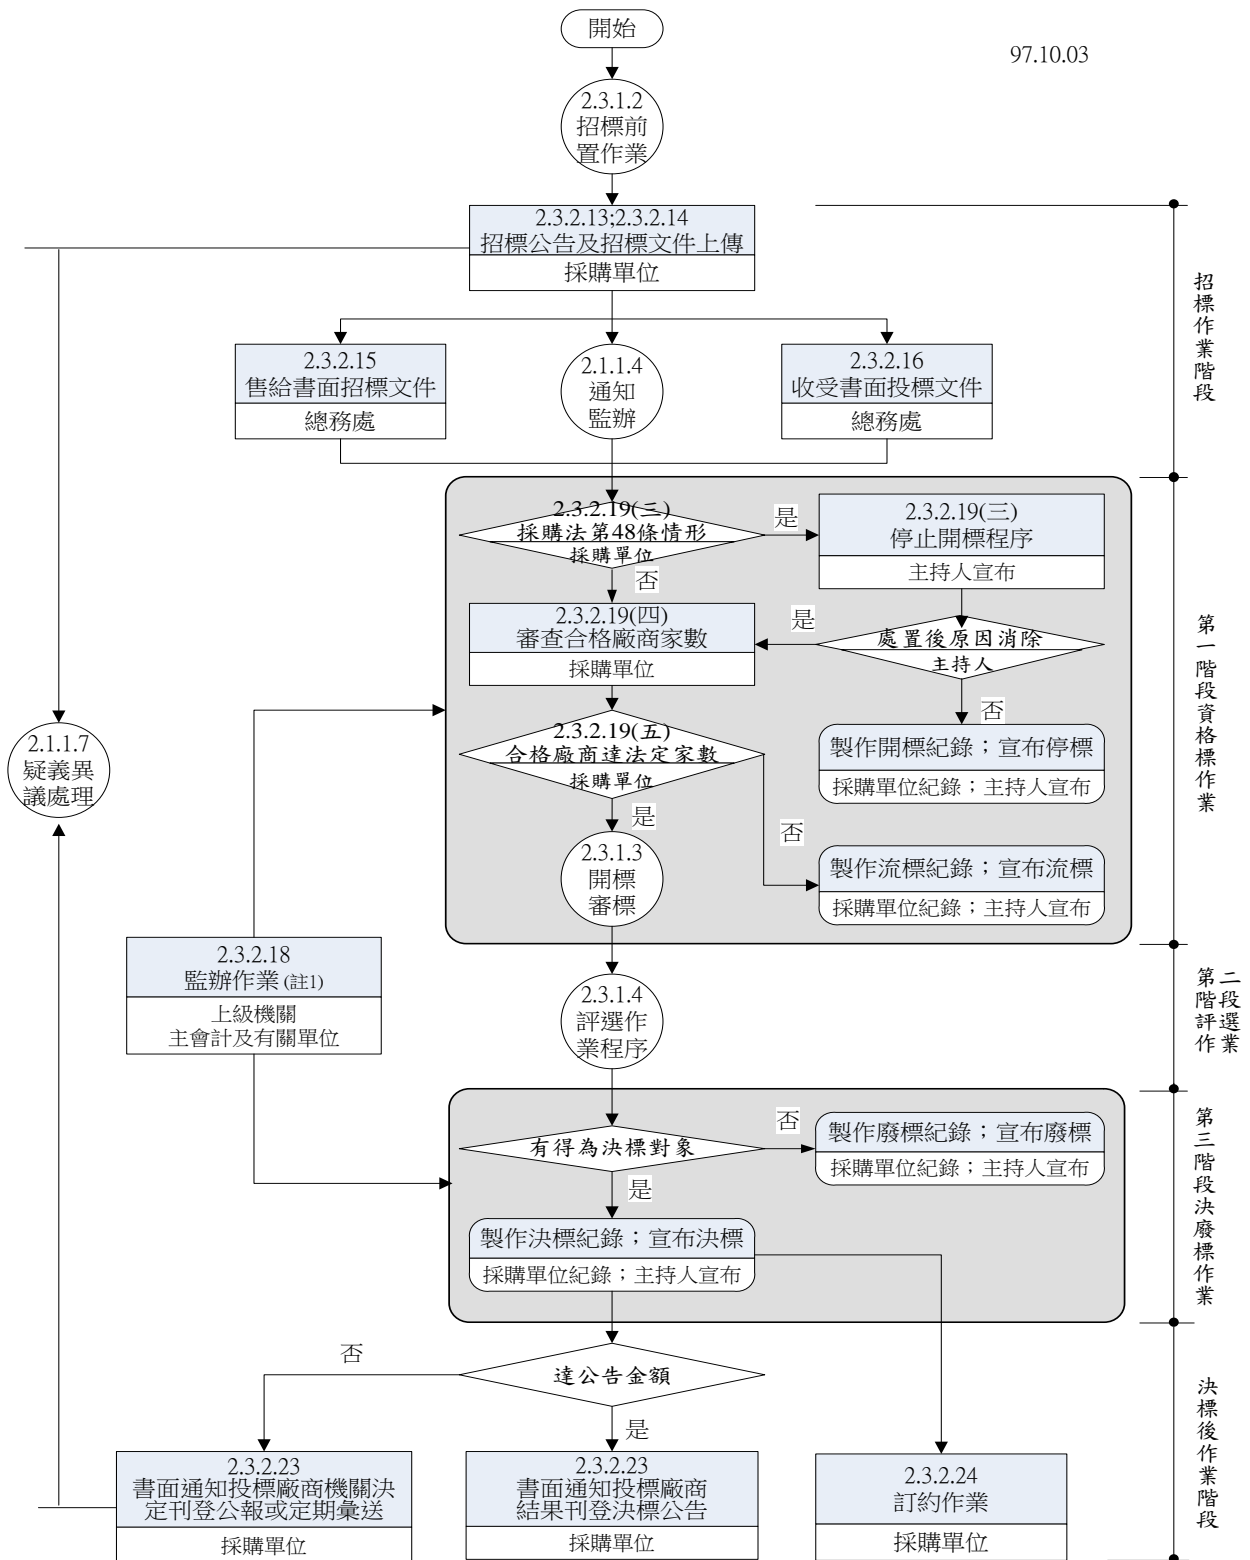 開始
97.10.03
2.3.1.2
招標前
置作業
2.3.2.13;2.3.2.14
招標公告及招標文件上傳
採購單位
招標作業階段
2.3.2.15
售給書面招標文件
總務處
2.1.1.4
通知
監辦
2.3.2.16
收受書面投標文件
總務處
2.3.2.19(三)
採購法第48條情形
採購單位
是
否
2.3.2.19(三)
停止開標程序
主持人宣布
2.3.2.19(四)
審查合格廠商家數
採購單位
是
處置後原因消除
主持人
否
第一階段資格標作業
2.3.2.19(五)
合格廠商達法定家數
採購單位
是
否
製作開標紀錄；宣布停標
採購單位紀錄；主持人宣布
2.1.1.7
疑義異
議處理
2.3.1.3
開標
審標
製作流標紀錄；宣布流標
採購單位紀錄；主持人宣布
2.3.2.18
監辦作業(註1)
上級機關
主會計及有關單位
2.3.1.4
評選作
業程序
第二階段評選作業
有得為決標對象
否
是
製作廢標紀錄；宣布廢標
採購單位紀錄；主持人宣布
第三階段決廢標作業
製作決標紀錄；宣布決標
採購單位紀錄；主持人宣布
達公告金額
否
是
決標後作業階段
2.3.2.23
書面通知投標廠商機關決
定刊登公報或定期彙送
採購單位
2.3.2.23
書面通知投標廠商
結果刊登決標公告
採購單位
2.3.2.24
訂約作業
採購單位